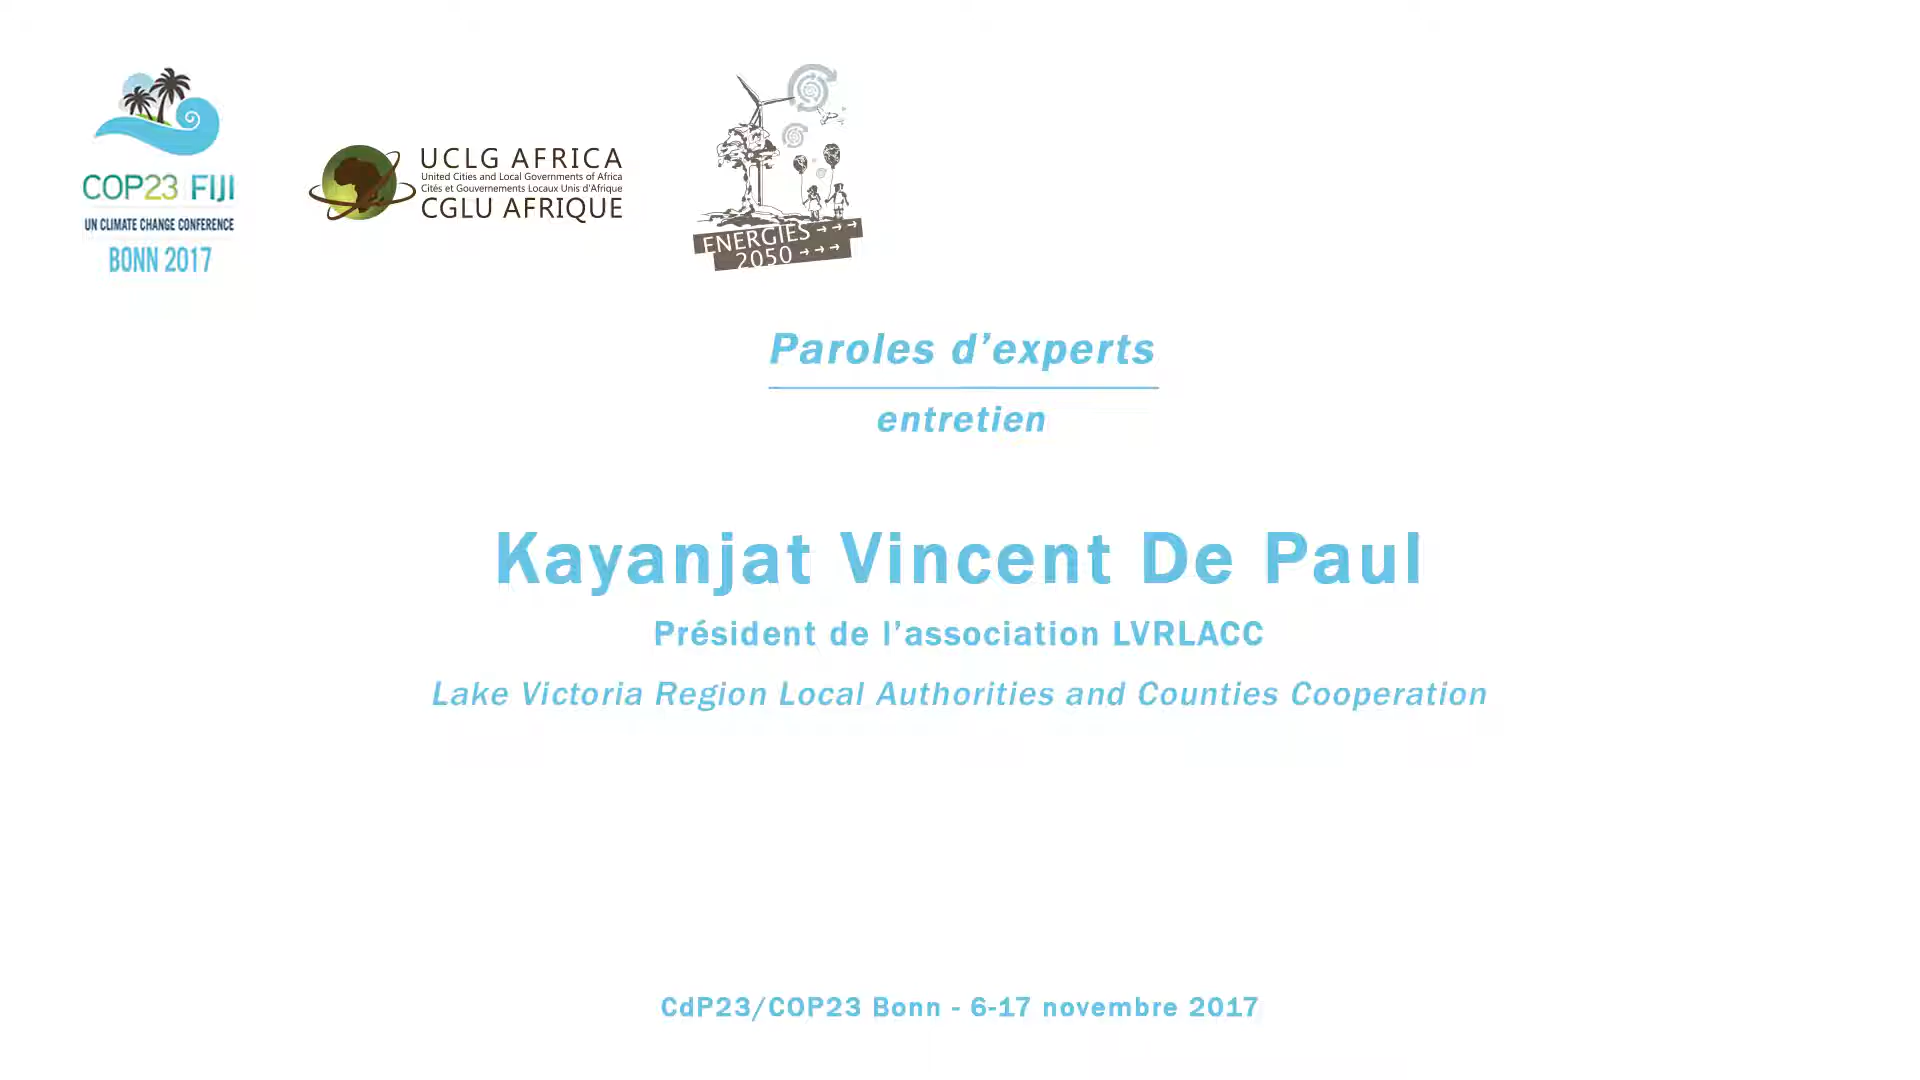 COP23 FIJI
UN CLIMATE CHANGE CONFERENCE
BONN 2017
UCLG AFRICA
United Cities and Local Governments of Africa
Cités et Gouvernements Locaux Unis d'Afrique
CGLU AFRIQUE
ENERGIES
2050
Paroles d’experts
entretien
Kayanjat Vincent De Paul
Président de l’association LVRLACC
Lake Victoria Region Local Authorities and Counties Cooperation
CdP23/COP23 Bonn - 6-17 novembre 2017